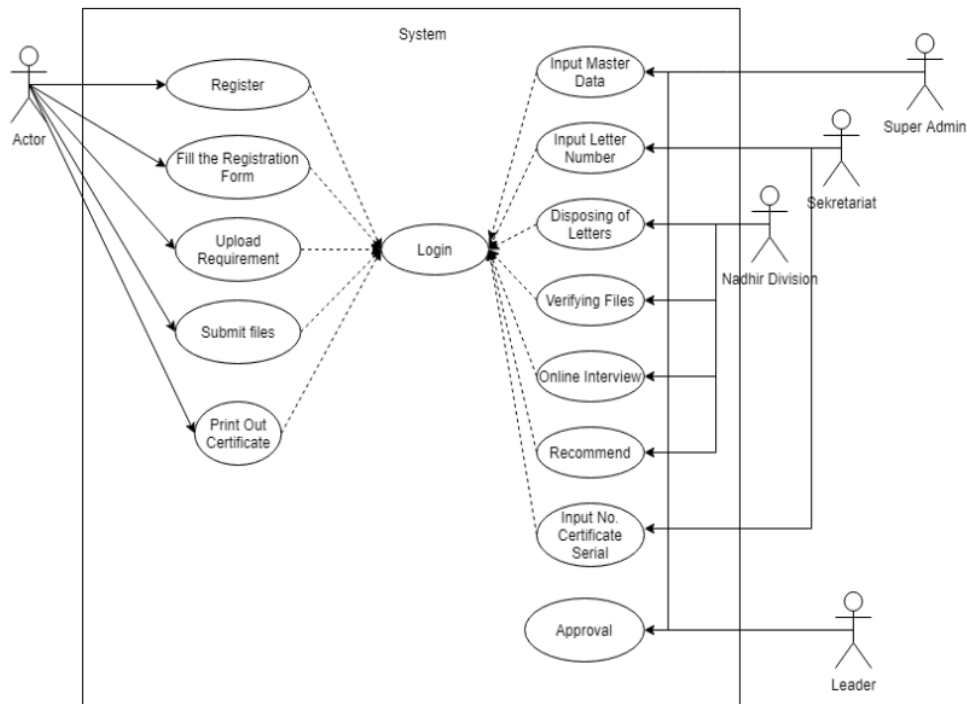 System
Actor
Register
Fill the Registration
Form
Upload
Requirement
Submit files
Print Out
Certificate
Login
Input Master
Data
Input Letter
Number
Disposing of
Letters
Verifying Files
Online Interview
Recommend
Input No.
Certificate
Serial
Approval
Super Admin
Sekretariat
Nadhir Division
Leader